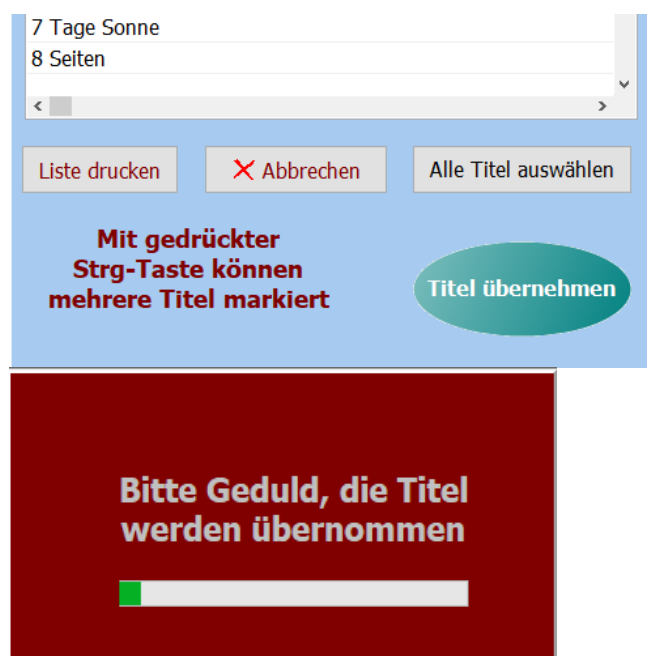 7 Tage Sonne
8 Seiten
Liste drucken
Abbrechen
Alle Titel auswählen
Mit gedrückter
Strg-Taste können
mehrere Titel markiert
Titel übernehmen
Bitte Geduld, die Titel
werden übernommen